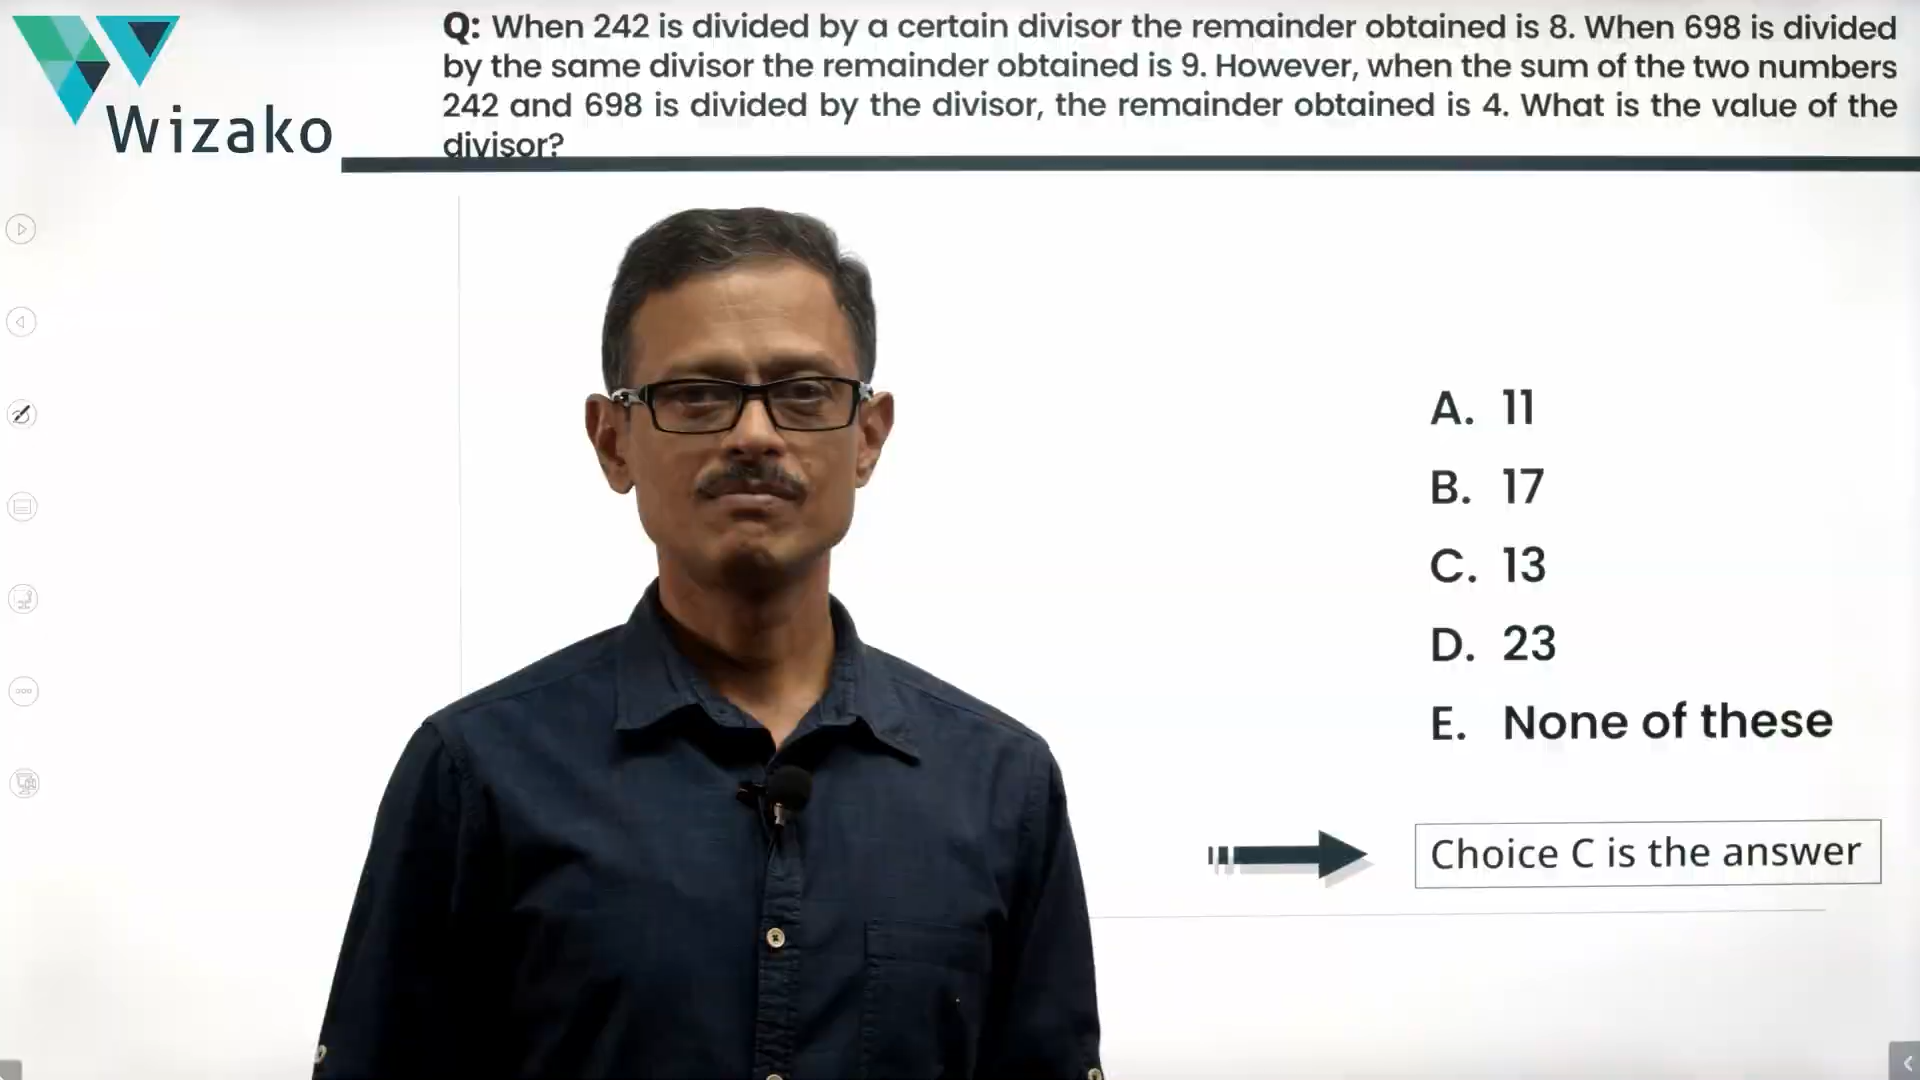 Wizako
Q: When 242 is divided by a certain divisor the remainder obtained is 8. When 698 is divided
by the same divisor the remainder obtained is 9. However, when the sum of the two numbers
242 and 698 is divided by the divisor, the remainder obtained is 4. What is the value of the
divisor?
A. 11
B. 17
C. 13
D. 23
E. None of these
Choice C is the answer